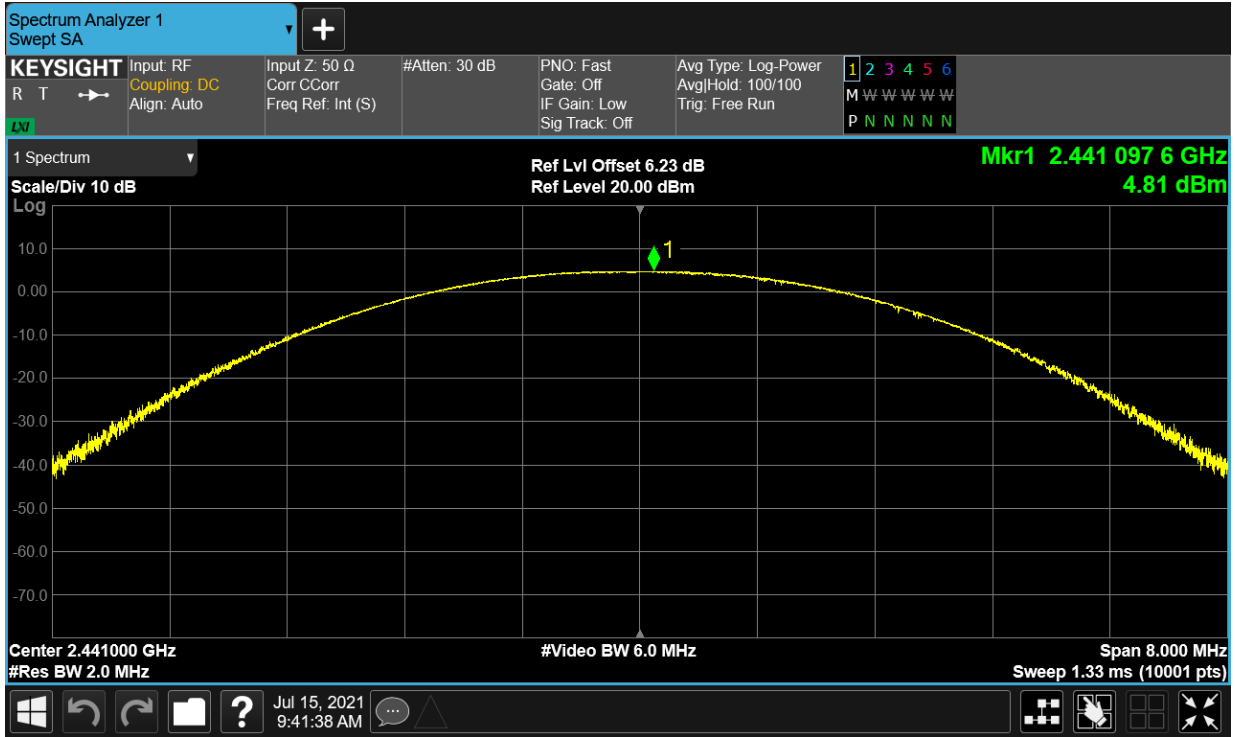 Spectrum Analyzer 1
Swept SA
KEYSIGHT
R T
LXI
Input: RF
Coupling: DC
Align: Auto
Input Z: 50 Ω
Corr CCorr
Freq Ref: Int (S)
#Atten: 30 dB
PNO: Fast
Gate: Off
IF Gain: Low
Sig Track: Off
Avg Type: Log-Power
Avg|Hold: 100/100
Trig: Free Run
1 2 3 4 5 6
M W W W W W
P N N N N N
1 Spectrum
Scale/Div 10 dB
Ref Lvl Offset 6.23 dB
Ref Level 20.00 dBm
Mkr1 2.441 097 6 GHz
4.81 dBm
Log
1
10.0
0.00
-10.0
-20.0
-30.0
-40.0
-50.0
-60.0
-70.0
Center 2.441000 GHz
#Video BW 6.0 MHz
Span 8.000 MHz
#Res BW 2.0 MHz
Sweep 1.33 ms (10001 pts)
?
Jul 15, 2021
9:41:38 AM